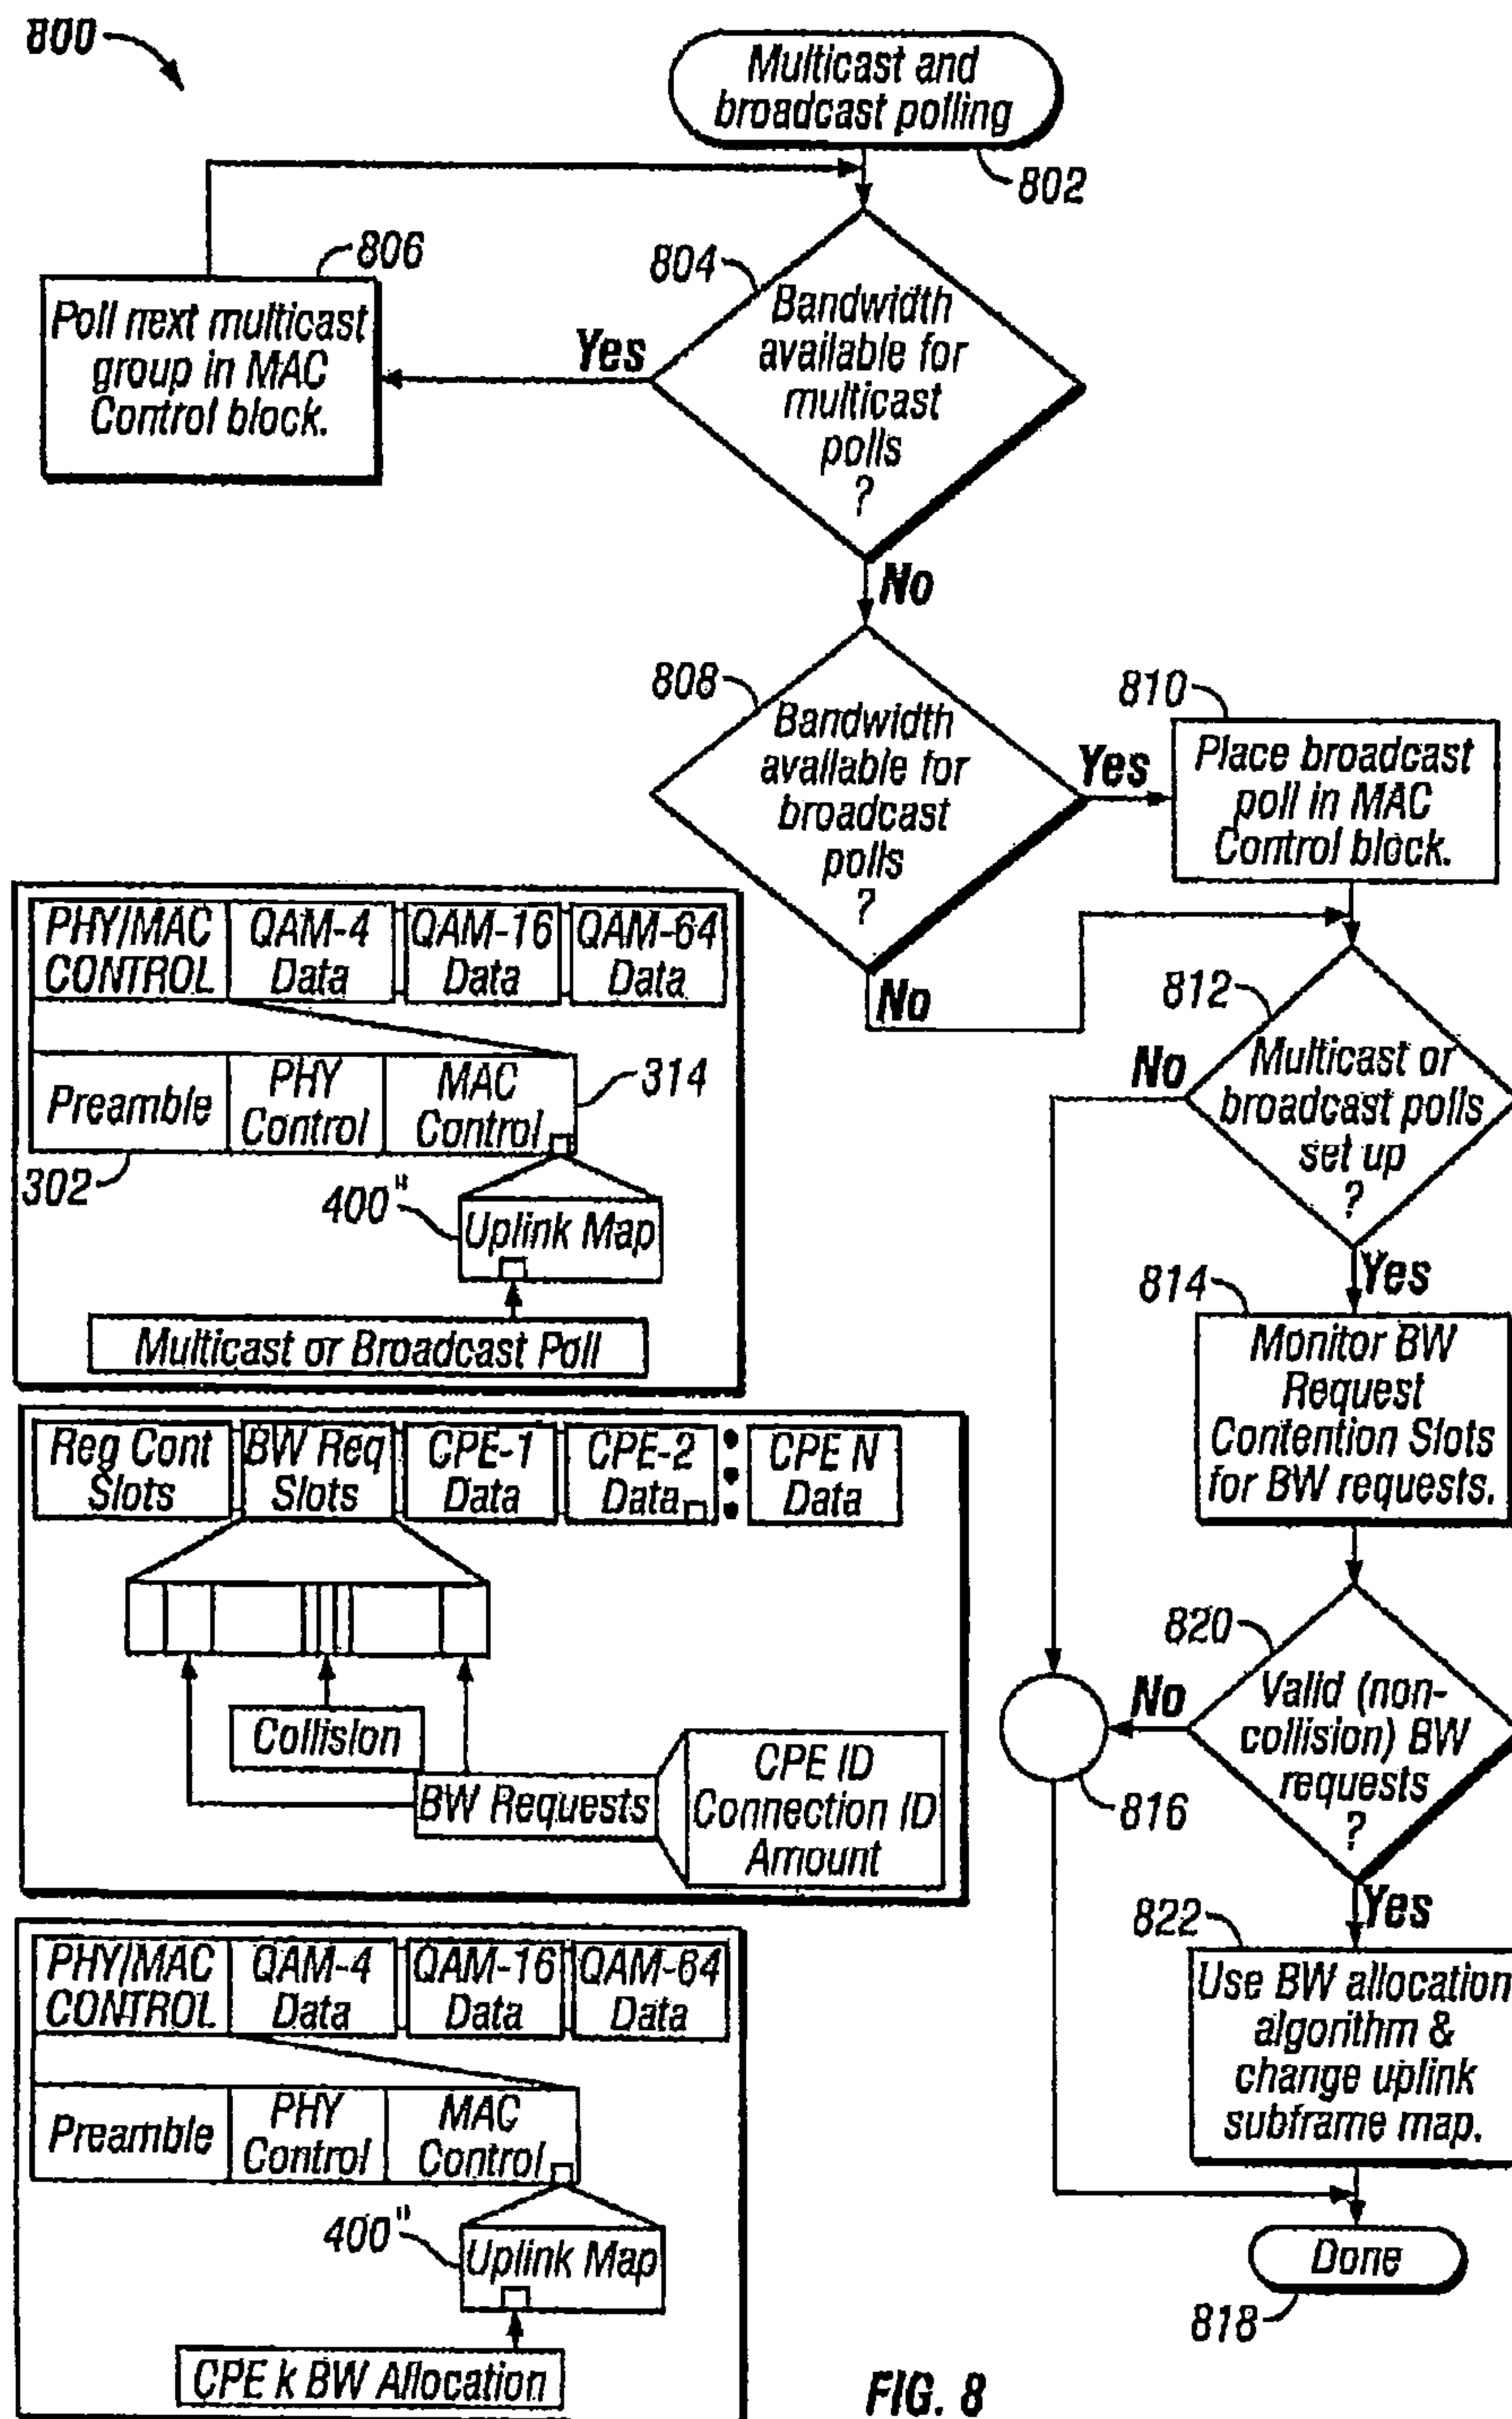 800
Multicast and
broadcast polling
802
806
Poll next multicast
group in MAC
Control block.
804
Bandwidth
available for
multicast
polls
?
Yes
No
808
Bandwidth
available for
broadcast
polls
?
Yes
No
810
Place broadcast
poll in MAC
Control block.
812
Multicast or
broadcast polls
set up
?
No
Yes
814
Monitor BW
Request
Contention Slots
for BW requests.
820
Valid (non-
collision) BW
requests
?
No
Yes
816
822
Use BW allocation
algorithm &
change uplink
subframe map.
Done
818
PHY/MAC
CONTROL
QAM-4
Data
QAM-16
Data
QAM-64
Data
Preamble
PHY
Control
MAC
Control
314
302
400"
Uplink Map
Multicast or Broadcast Poll
Reg Cont
Slots
BW Req
Slots
CPE-1
Data
CPE-2
Data
CPE N
Data
Collision
BW Requests
CPE ID
Connection ID
Amount
PHY/MAC
CONTROL
QAM-4
Data
QAM-16
Data
QAM-64
Data
Preamble
PHY
Control
MAC
Control
400"
Uplink Map
CPE k BW Allocation
FIG. 8